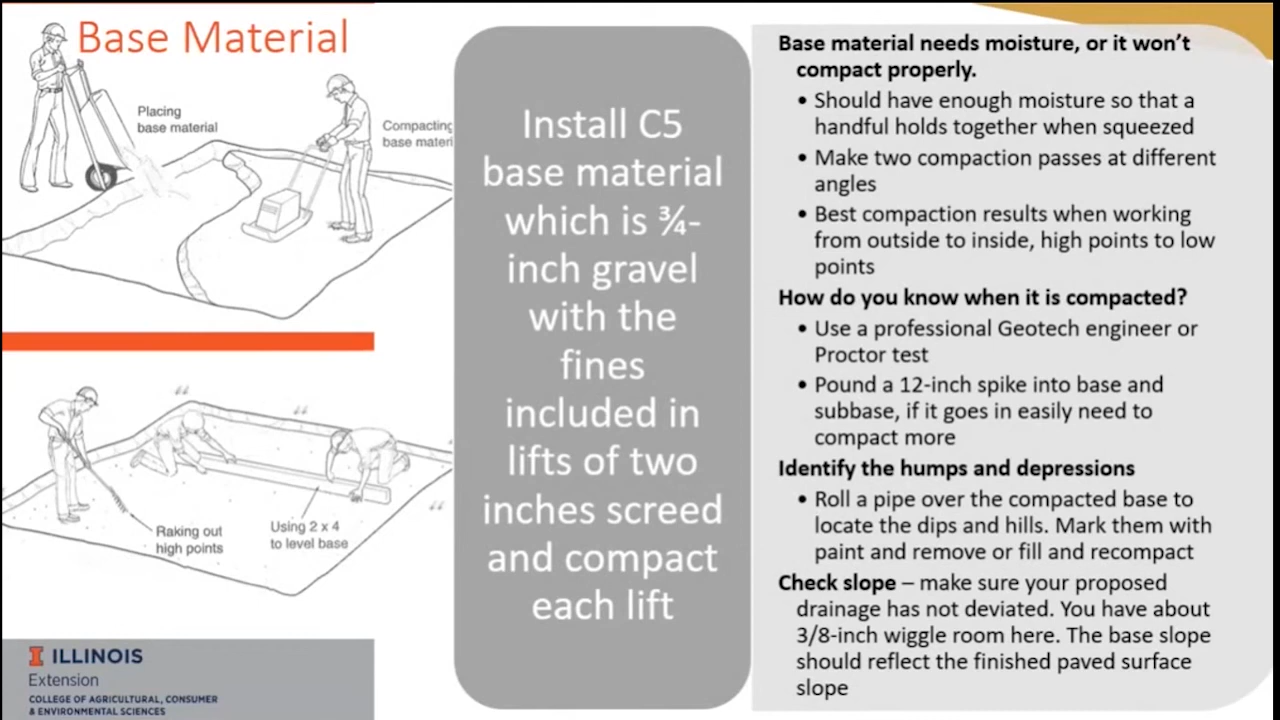 Base Material
Placing
base material
Compacting
Raking out
high points
Using 2 x 4
to level base
ILLINOIS
Extension
COLLEGE OF AGRICULTURAL, CONSUMER
& ENVIRONMENTAL SCIENCES
Install C5
base material
which is ¾-
inch gravel
with the
fines
included in
lifts of two
inches screed
and compact
each lift
Base material needs moisture, or it won't
compact properly.
• Should have enough moisture so that a
handful holds together when squeezed
• Make two compaction passes at different
angles
• Best compaction results when working
from outside to inside, high points to low
points
How do you know when it is compacted?
• Use a professional Geotech engineer or
Proctor test
• Pound a 12-inch spike into base and
subbase, if it goes in easily need to
compact more
Identify the humps and depressions
• Roll a pipe over the compacted base to
locate the dips and hills. Mark them with
paint and remove or fill and recompact
Check slope – make sure your proposed
drainage has not deviated. You have about
3/8-inch wiggle room here. The base slope
should reflect the finished paved surface
slope